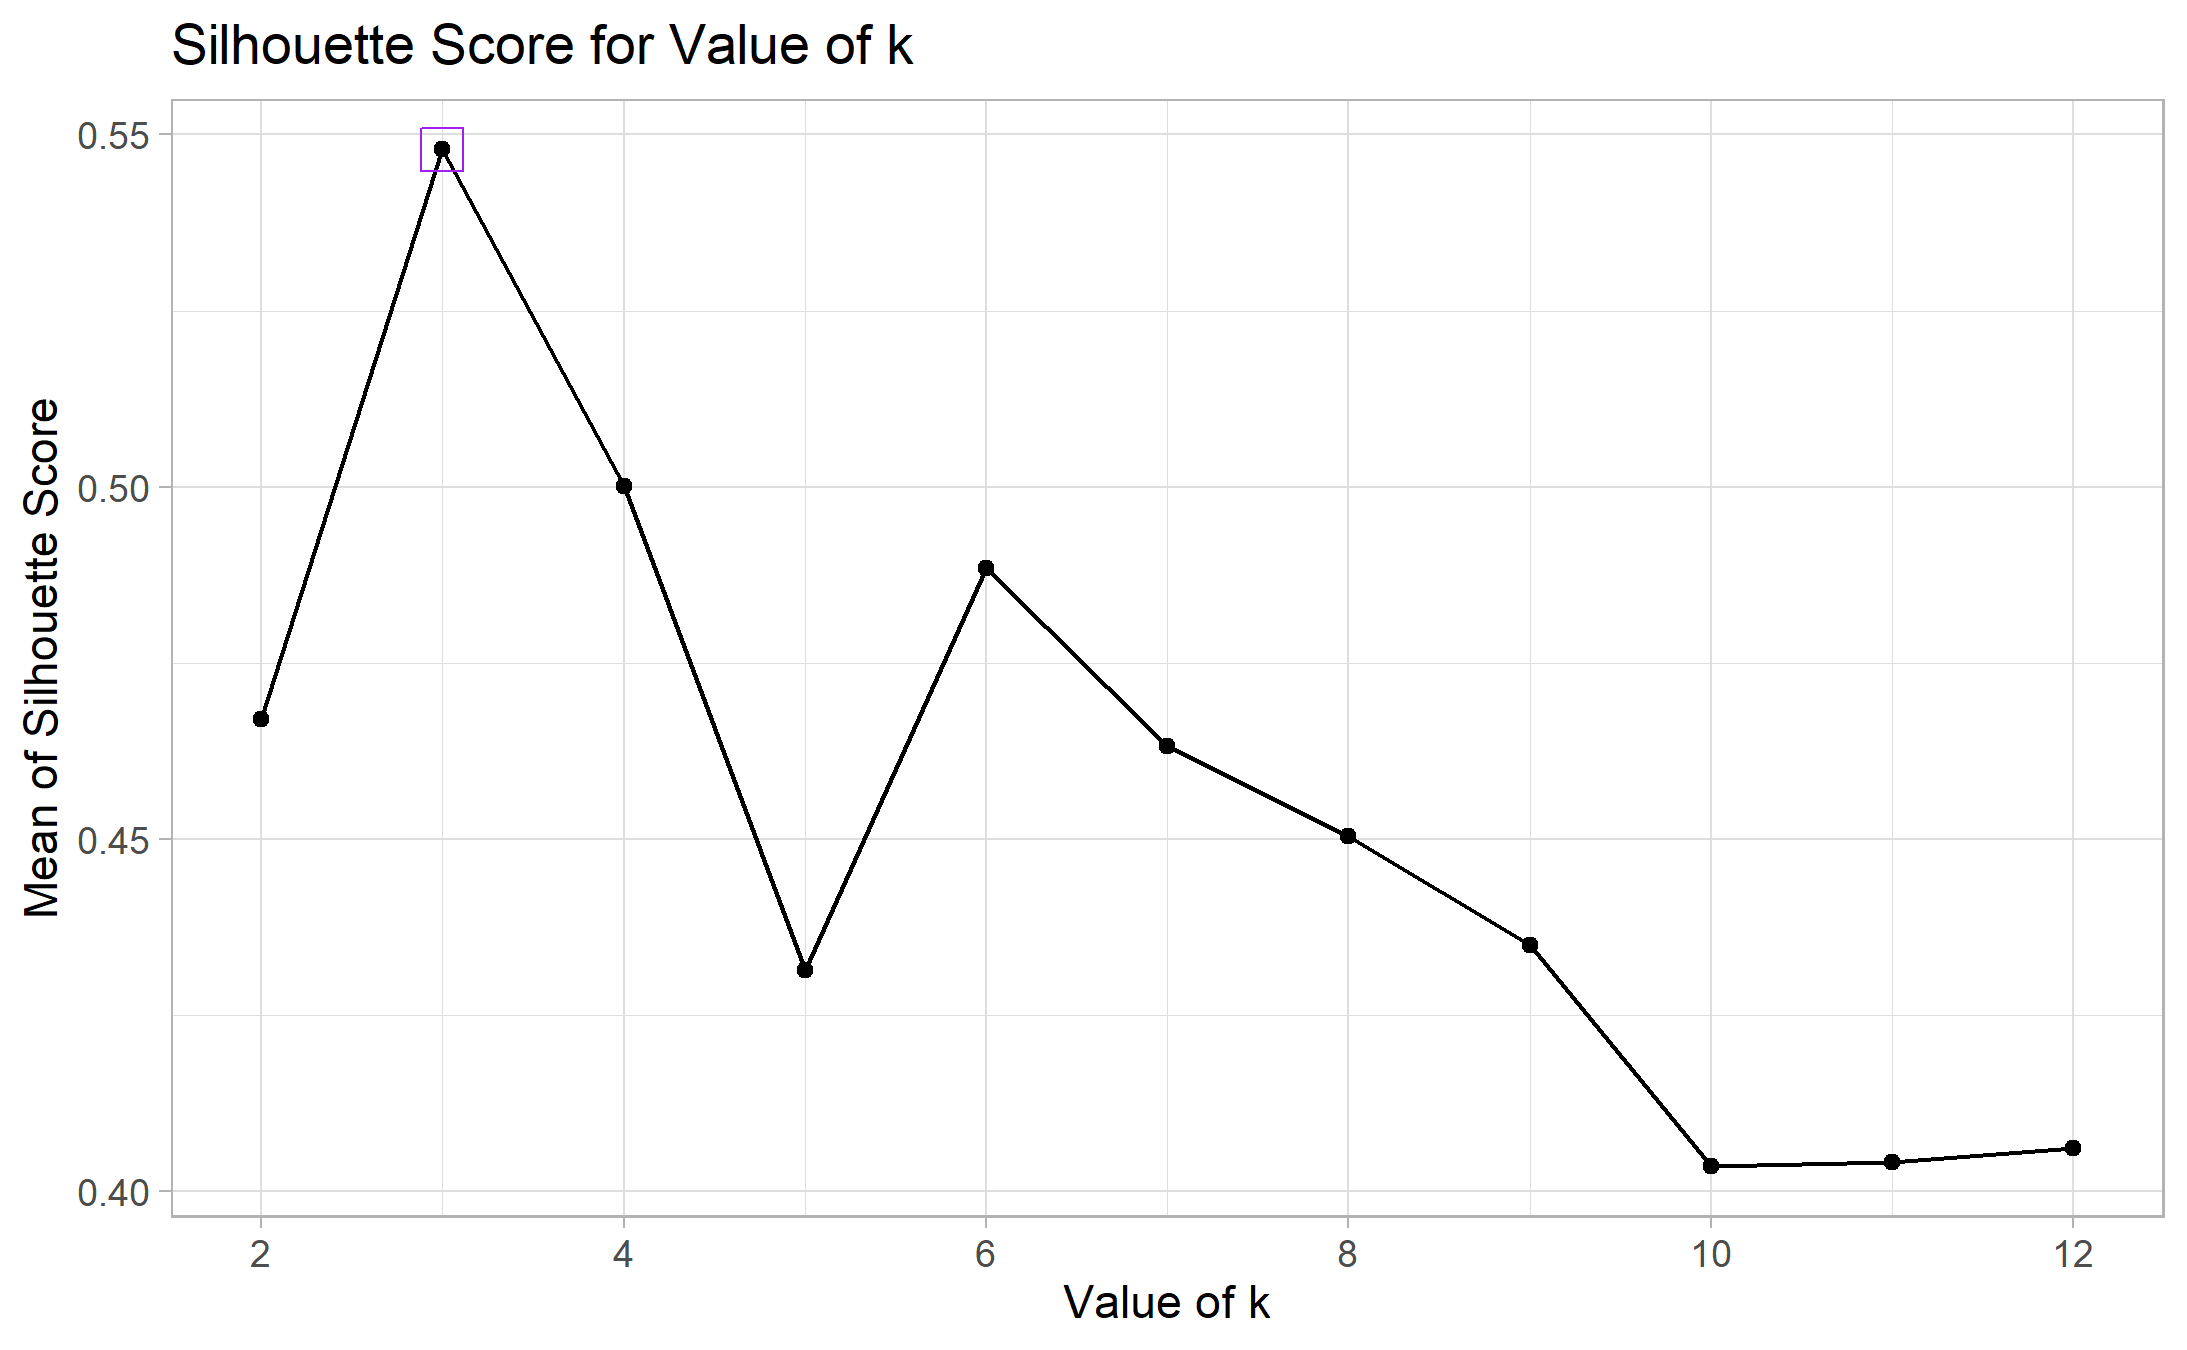 Silhouette Score for Value of k
Mean of Silhouette Score
0.55
0.50
0.45
0.40
2 4 6 8 10 12
Value of k